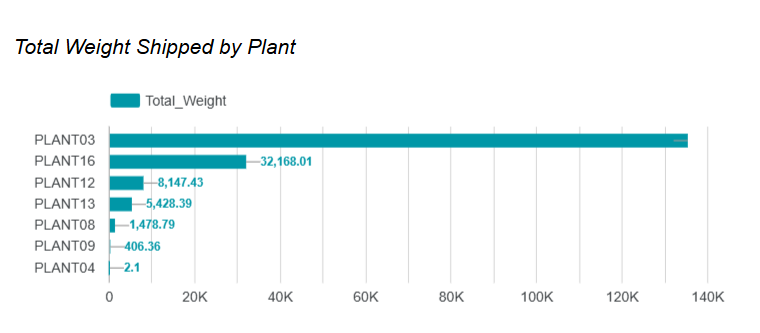 Total Weight Shipped by Plant
Total_Weight
PLANT03
PLANT16 32,168.01
PLANT12 8,147.43
PLANT13 5,428.39
PLANT08 1,478.79
PLANT09 406.36
PLANT04 2.1
0 20K 40K 60K 80K 100K 120K 140K